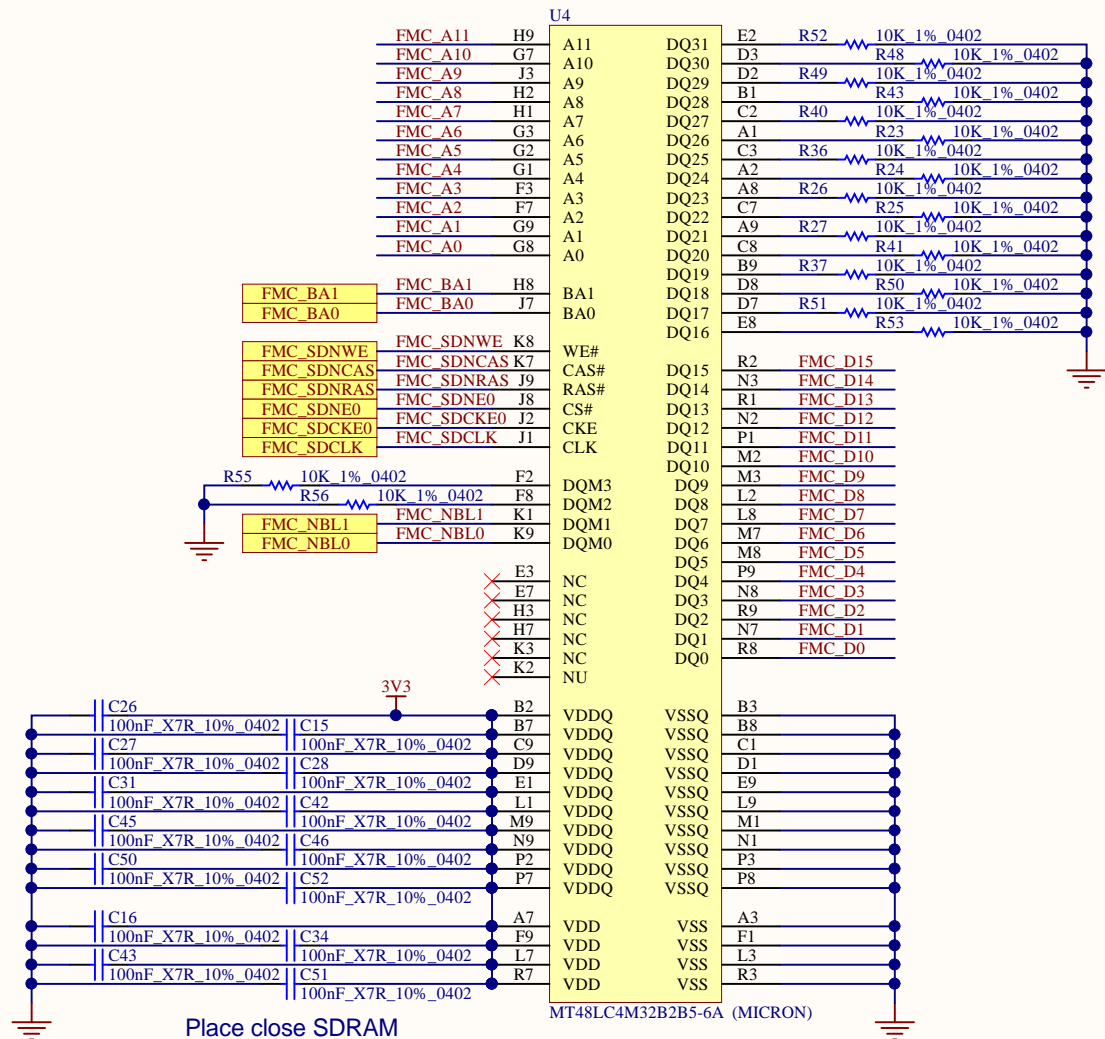 U4
FMC_A11 H9 A11 DQ31 E2 R52 10K_1%_0402
FMC_A10 G7 A10 DQ30 D3 R48 10K_1%_0402
FMC_A9 J3 A9 DQ29 D2 R49 10K_1%_0402
FMC_A8 H2 A8 DQ28 B1 R43 10K_1%_0402
FMC_A7 H1 A7 DQ27 C2 R40 10K_1%_0402
FMC_A6 G3 A6 DQ26 A1 R23 10K_1%_0402
FMC_A5 G2 A5 DQ25 C3 R36 10K_1%_0402
FMC_A4 G1 A4 DQ24 A2 R24 10K_1%_0402
FMC_A3 F3 A3 DQ23 A8 R26 10K_1%_0402
FMC_A2 F7 A2 DQ22 C7 R25 10K_1%_0402
FMC_A1 G9 A1 DQ21 A9 R27 10K_1%_0402
FMC_A0 G8 A0 DQ20 C8 R41 10K_1%_0402
DQ19 B9 R37 10K_1%_0402
FMC_BA1 FMC_BA1 H8 BA1 DQ18 D8 R50 10K_1%_0402
FMC_BA0 FMC_BA0 J7 BA0 DQ17 D7 R51 10K_1%_0402
DQ16 E8 R53 10K_1%_0402
FMC_SDNWE FMC_SDNWE K8 WE#
FMC_SDNCAS FMC_SDNCAS K7 CAS# DQ15 R2 FMC_D15
FMC_SDNRAS FMC_SDNRAS J9 RAS# DQ14 N3 FMC_D14
FMC_SDNE0 FMC_SDNE0 J8 CS# DQ13 R1 FMC_D13
FMC_SDCKE0 FMC_SDCKE0 J2 CKE DQ12 N2 FMC_D12
FMC_SDCLK FMC_SDCLK J1 CLK DQ11 P1 FMC_D11
DQ10 M2 FMC_D10
R55 10K_1%_0402 F2 DQM3 DQ9 M3 FMC_D9
R56 10K_1%_0402 F8 DQM2 DQ8 L2 FMC_D8
FMC_NBL1 FMC_NBL1 K1 DQM1 DQ7 L8 FMC_D7
FMC_NBL0 FMC_NBL0 K9 DQM0 DQ6 M7 FMC_D6
DQ5 M8 FMC_D5
E3 NC DQ4 P9 FMC_D4
E7 NC DQ3 N8 FMC_D3
H3 NC DQ2 R9 FMC_D2
H7 NC DQ1 N7 FMC_D1
K3 NC DQ0 R8 FMC_D0
K2 NU
3V3
C26 100nF_X7R_10%_0402 B2 VDDQ VSSQ B3
C15 100nF_X7R_10%_0402 B7 VDDQ VSSQ B8
C27 100nF_X7R_10%_0402 C9 VDDQ VSSQ C1
C28 100nF_X7R_10%_0402 D9 VDDQ VSSQ D1
C31 100nF_X7R_10%_0402 E1 VDDQ VSSQ E9
C42 100nF_X7R_10%_0402 L1 VDDQ VSSQ L9
C45 100nF_X7R_10%_0402 M9 VDDQ VSSQ M1
C46 100nF_X7R_10%_0402 N9 VDDQ VSSQ N1
C50 100nF_X7R_10%_0402 P2 VDDQ VSSQ P3
C52 100nF_X7R_10%_0402 P7 VDDQ VSSQ P8
C16 100nF_X7R_10%_0402 A7 VDD VSS A3
C34 100nF_X7R_10%_0402 F9 VDD VSS F1
C43 100nF_X7R_10%_0402 L7 VDD VSS L3
C51 100nF_X7R_10%_0402 R7 VDD VSS R3
MT48LC4M32B2B5-6A (MICRON)
Place close SDRAM